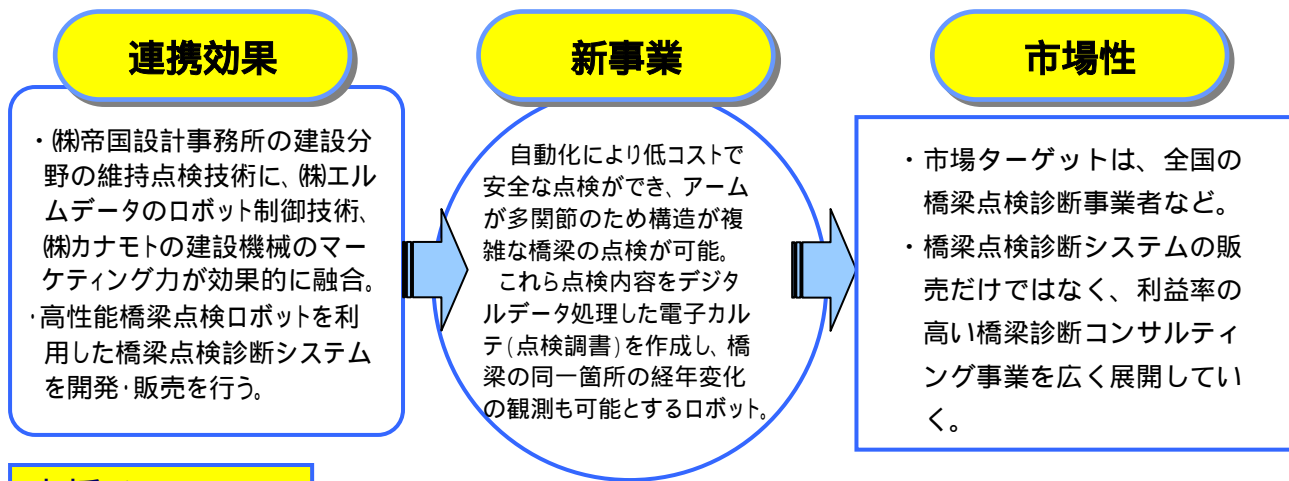 連携効果
・㈱帝国設計事務所の建設分
野の維持点検技術に、㈱エル
ムデータのロボット制御技術、
㈱カナモトの建設機械のマー
ケティング力が効果的に融合。
・高性能橋梁点検ロボットを利
用した橋梁点検診断システム
を開発・販売を行う。
新事業
自動化により低コストで
安全な点検ができ、アーム
が多関節のため構造が複
雑な橋梁の点検が可能。
これら点検内容をデジタ
ルデータ処理した電子カル
テ(点検調書)を作成し、橋
梁の同一箇所の経年変化
の観測も可能とするロボット。
市場性
・市場ターゲットは、全国の
橋梁点検診断事業者など。
・橋梁点検診断システムの販
売だけではなく、利益率の
高い橋梁診断コンサルティ
ング事業を広く展開してい
く。